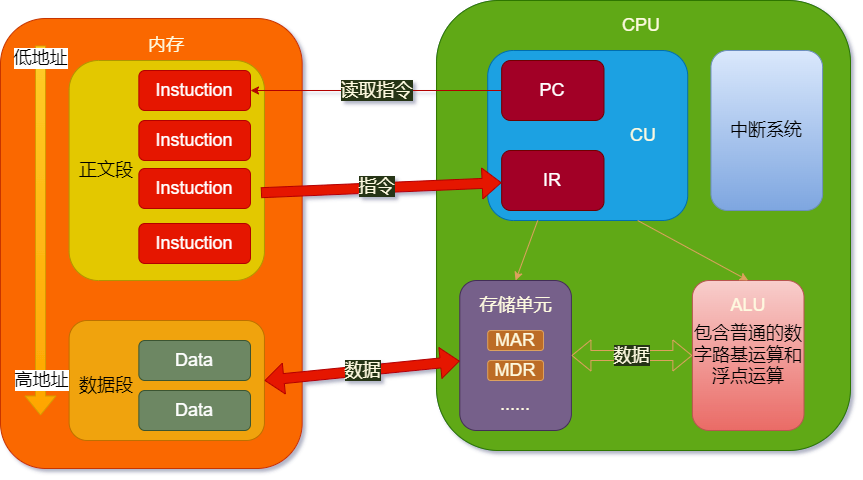 内存
CPU
低地址
Instuction
读取指令
PC
Instuction
CU
中断系统
正文段
Instuction
指令
IR
Instuction
存储单元
ALU
MAR
包含普通的数
字路基运算和
浮点运算
Data
数据
数据
MDR
高地址
数据段
Data
......